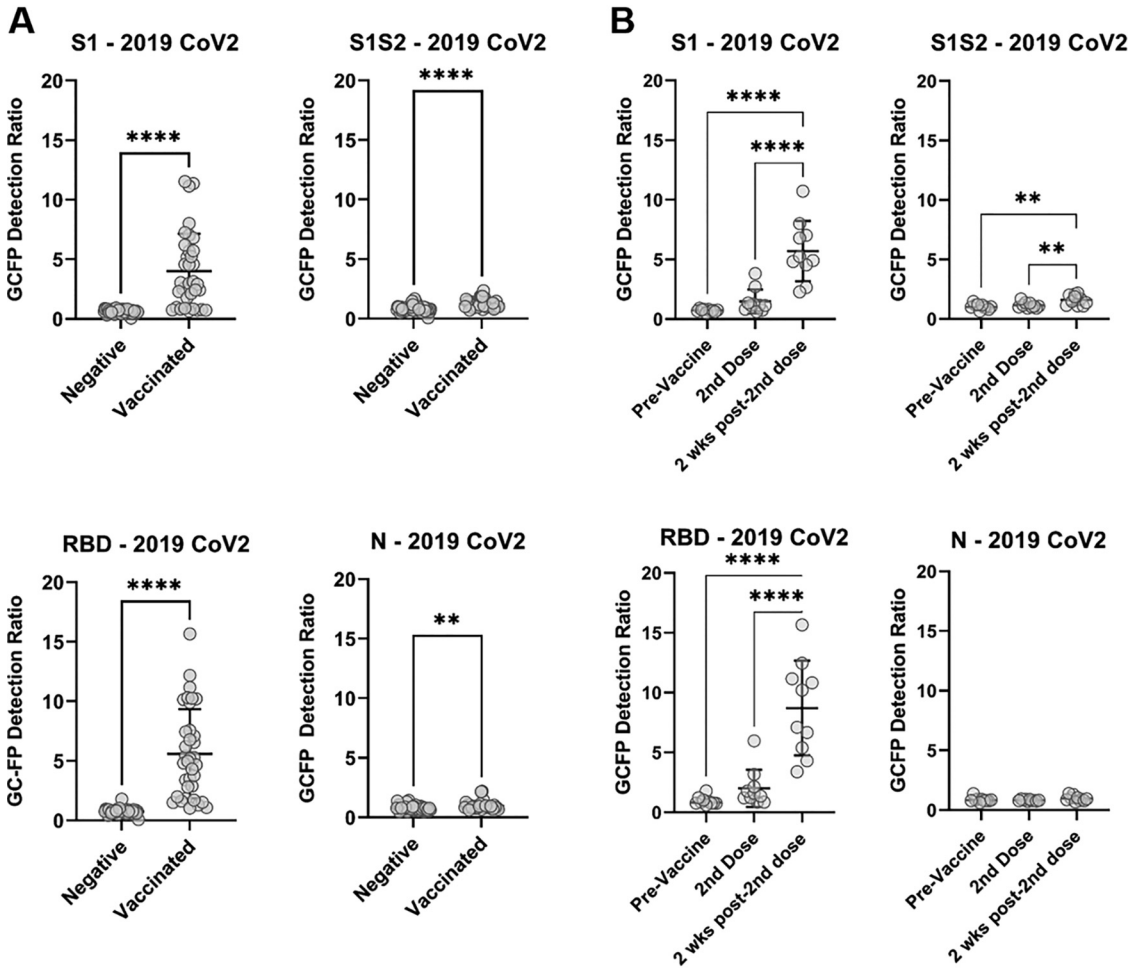 A
S1 - 2019 CoV2
GCFP Detection Ratio
20
15
10
5
0
****
Negative
Vaccinated
S1S2 - 2019 CoV2
GCFP Detection Ratio
20
15
10
5
0
****
Negative
Vaccinated
B
S1 - 2019 CoV2
GCFP Detection Ratio
20
15
10
5
0
****
****
Pre-Vaccine
2nd Dose
2 wks post-2nd dose
S1S2 - 2019 CoV2
GCFP Detection Ratio
20
15
10
5
0
**
**
Pre-Vaccine
2nd Dose
2 wks post-2nd dose
RBD - 2019 CoV2
GC-FP Detection Ratio
20
15
10
5
0
****
Negative
Vaccinated
N - 2019 CoV2
GCFP Detection Ratio
20
15
10
5
0
**
Negative
Vaccinated
RBD - 2019 CoV2
GCFP Detection Ratio
20
15
10
5
0
****
****
Pre-Vaccine
2nd Dose
2 wks post-2nd dose
N - 2019 CoV2
GCFP Detection Ratio
20
15
10
5
0
Pre-Vaccine
2nd Dose
2 wks post-2nd dose